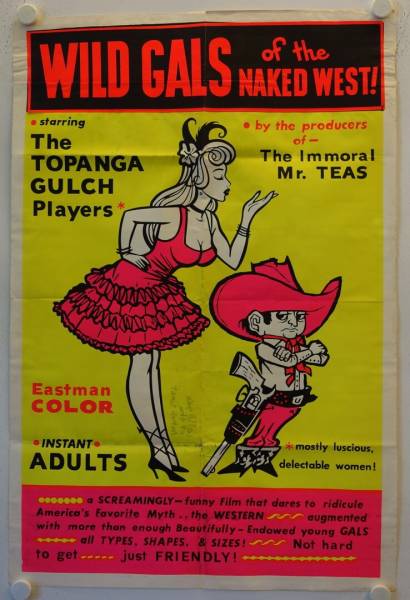 WILD GALS of the
NAKED WEST!
• starring
The
TOPANGA
GULCH
Players*
• by the producers
of —
The Immoral
Mr. TEAS
Eastman
COLOR
• INSTANT •
ADULTS
*mostly luscious,
delectable women!
a SCREAMINGLY — funny film that dares to ridicule
America's Favorite Myth .. the WESTERN augmented
with more than enough Beautifully - Endowed young GALS
all TYPES, SHAPES, & SIZES! Not hard
to get ---- just FRIENDLY!